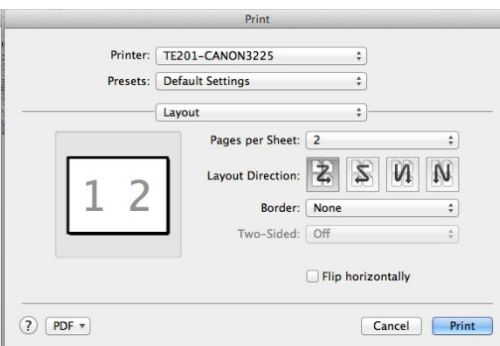 Print
Printer: TE201-CANON3225
Presets: Default Settings
Layout
Pages per Sheet: 2
Layout Direction:
Border: None
Two-Sided: Off
Flip horizontally
1 2
? PDF Cancel Print